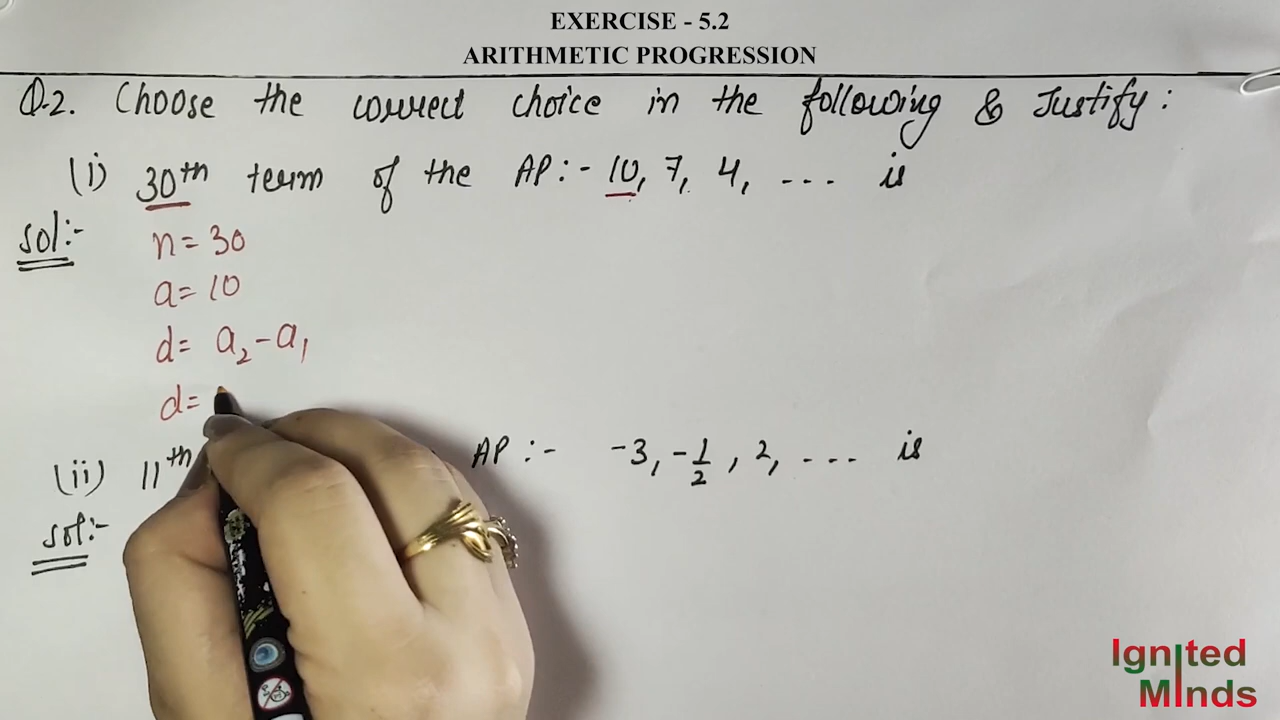 EXERCISE - 5.2
ARITHMETIC PROGRESSION
Q.2. Choose the correct choice in the following & Justify :
(i) 30th term of the AP :- 10, 7, 4, ... is
Sol:- n = 30
a = 10
d = a₂ - a₁
d =
(ii) 11th AP :- -3, -1/2, 2, ... is
Sol:-
Ignited
Minds